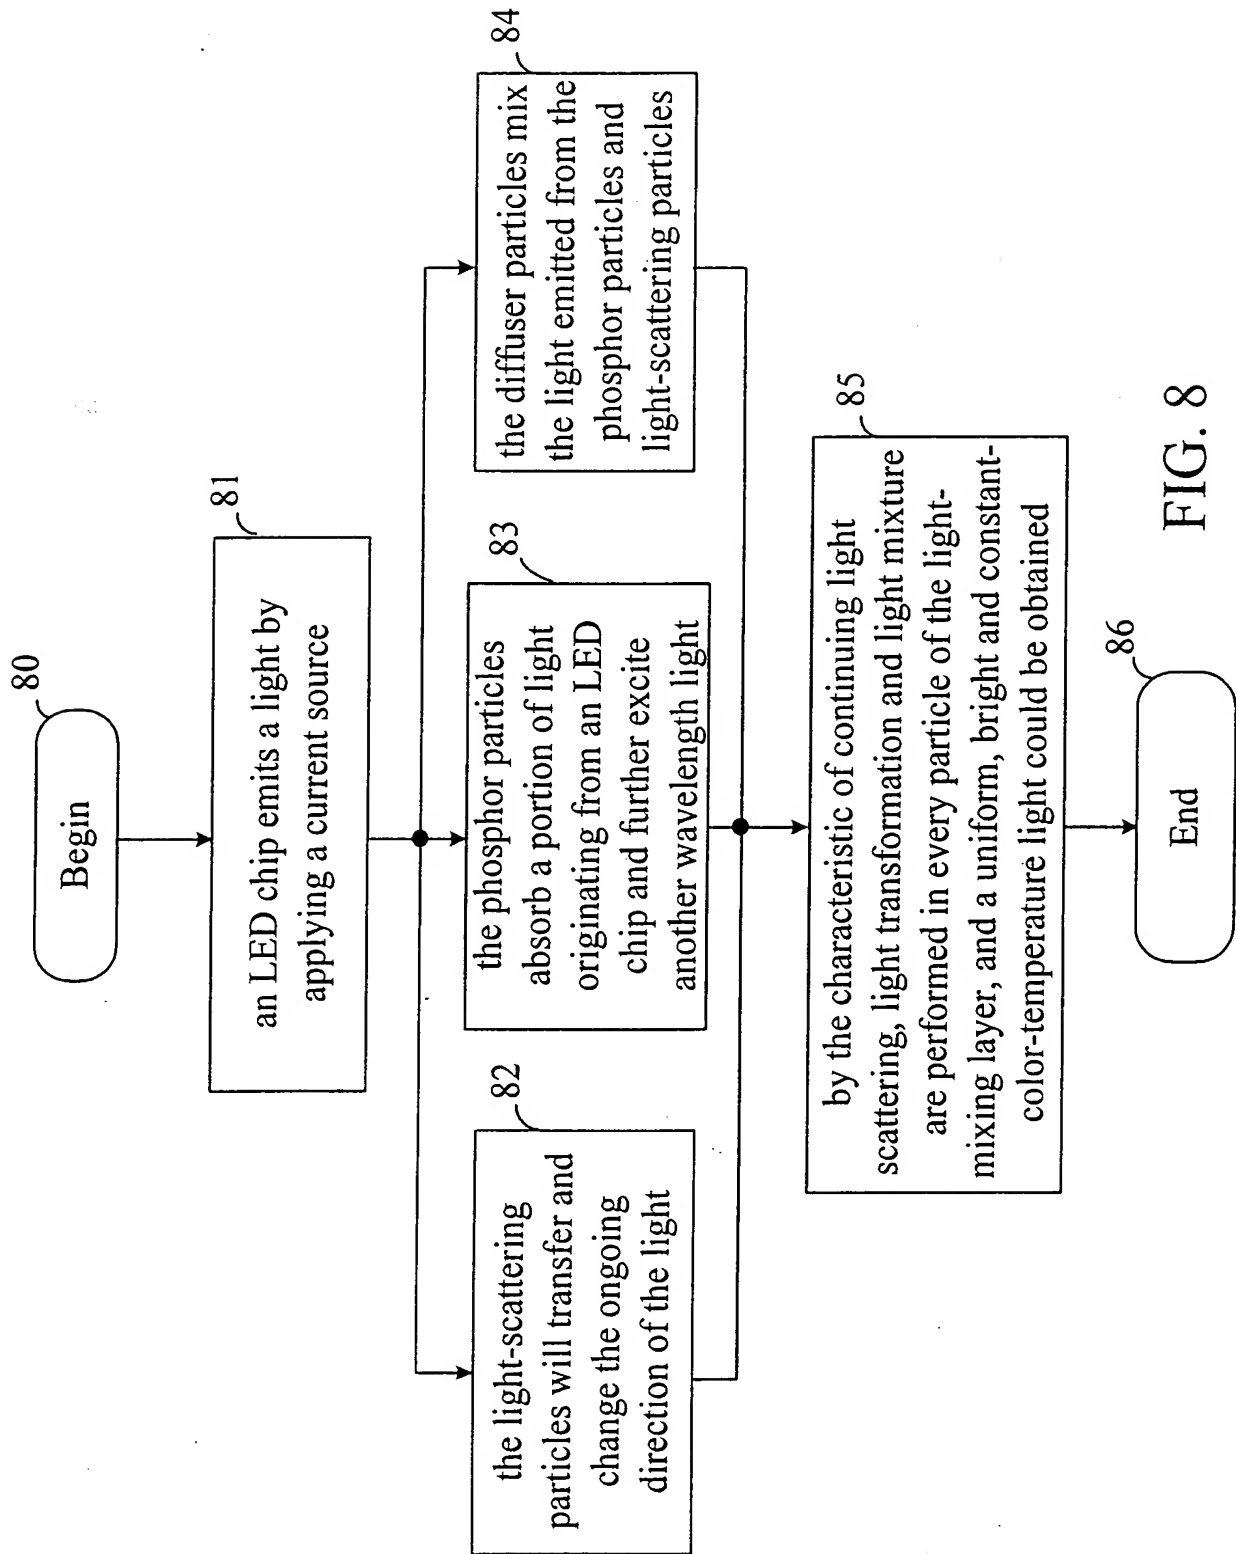 80
Begin
81
an LED chip emits a light by
applying a current source
82
the light-scattering
particles will transfer and
change the ongoing
direction of the light
83
the phosphor particles
absorb a portion of light
originating from an LED
chip and further excite
another wavelength light
84
the diffuser particles mix
the light emitted from the
phosphor particles and
light-scattering particles
85
by the characteristic of continuing light
scattering, light transformation and light mixture
are performed in every particle of the light-
mixing layer, and a uniform, bright and constant-
color-temperature light could be obtained
86
End
FIG. 8